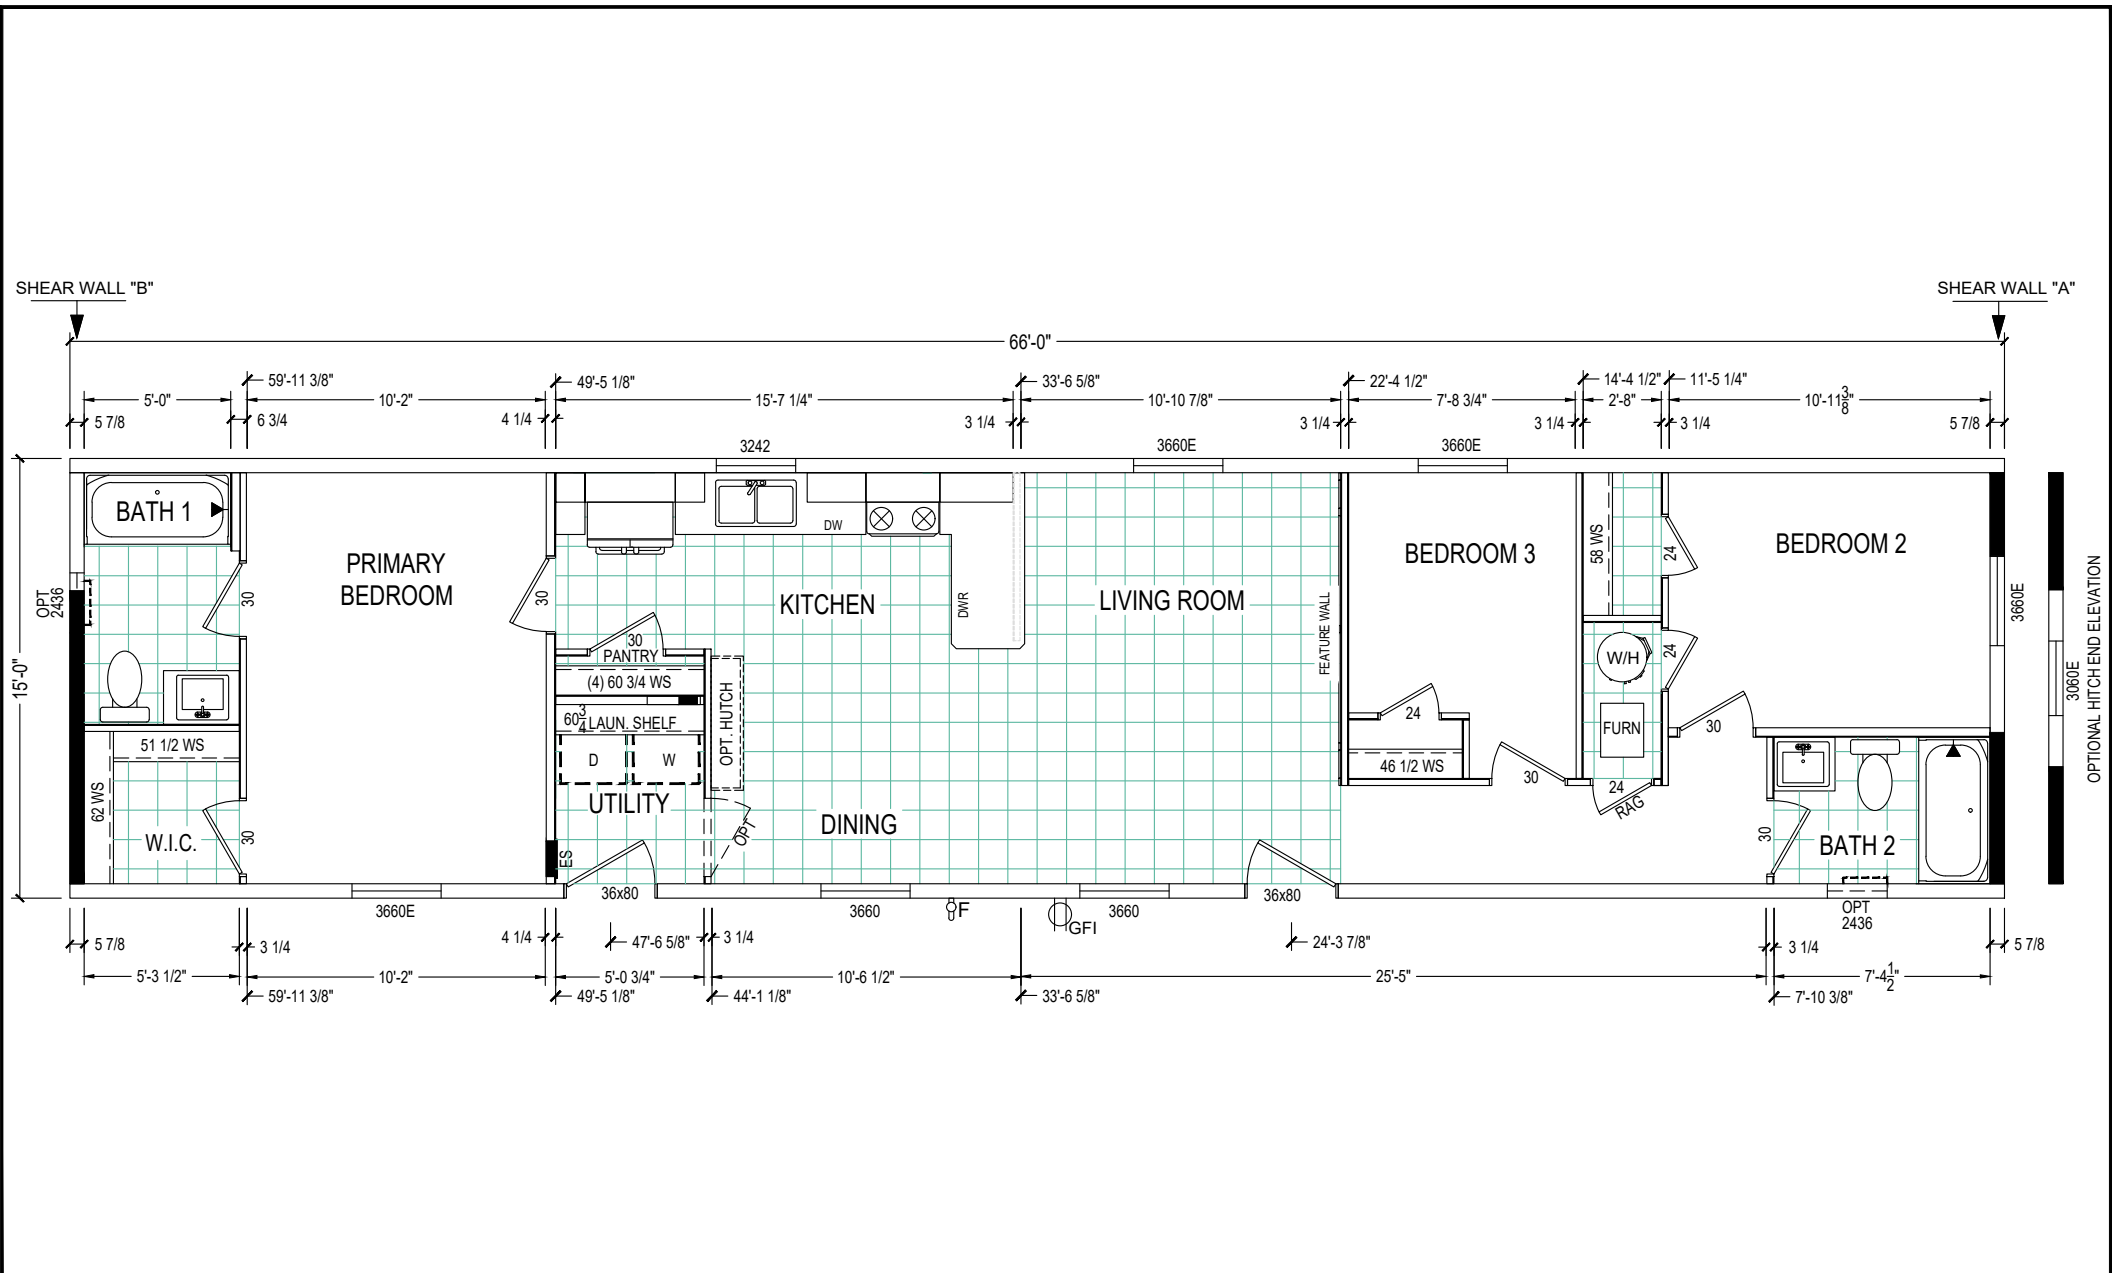 SHEAR WALL "B"
SHEAR WALL "A"
66'-0"
59'-11 3/8"
49'-5 1/8"
33'-6 5/8"
22'-4 1/2"
14'-4 1/2"
11'-5 1/4"
5'-0"
10'-2"
15'-7 1/4"
10'-10 7/8"
7'-8 3/4"
2'-8"
10'-11 3/8"
5 7/8
6 3/4
4 1/4
3 1/4
3 1/4
3 1/4
3 1/4
5 7/8
3242
3660E
3660E
15'-0"
OPT
2436
BATH 1
PRIMARY
BEDROOM
30
30
DW
KITCHEN
DWR
LIVING ROOM
FEATURE WALL
BEDROOM 3
58 WS
24
BEDROOM 2
3660E
3060E
OPTIONAL HITCH END ELEVATION
30
PANTRY
(4) 60 3/4 WS
60 3/4 LAUN. SHELF
OPT. HUTCH
D
W
UTILITY
OPT
DINING
ES
W/H
24
FURN
24
RAG
24
46 1/2 WS
30
30
51 1/2 WS
62 WS
W.I.C.
30
30
BATH 2
3660E
36x80
3660
F
GFI
3660
36x80
OPT
2436
5 7/8
3 1/4
4 1/4
47'-6 5/8"
3 1/4
24'-3 7/8"
3 1/4
5 7/8
5'-3 1/2"
10'-2"
5'-0 3/4"
10'-6 1/2"
25'-5"
7'-4 1/2"
59'-11 3/8"
49'-5 1/8"
44'-1 1/8"
33'-6 5/8"
7'-10 3/8"